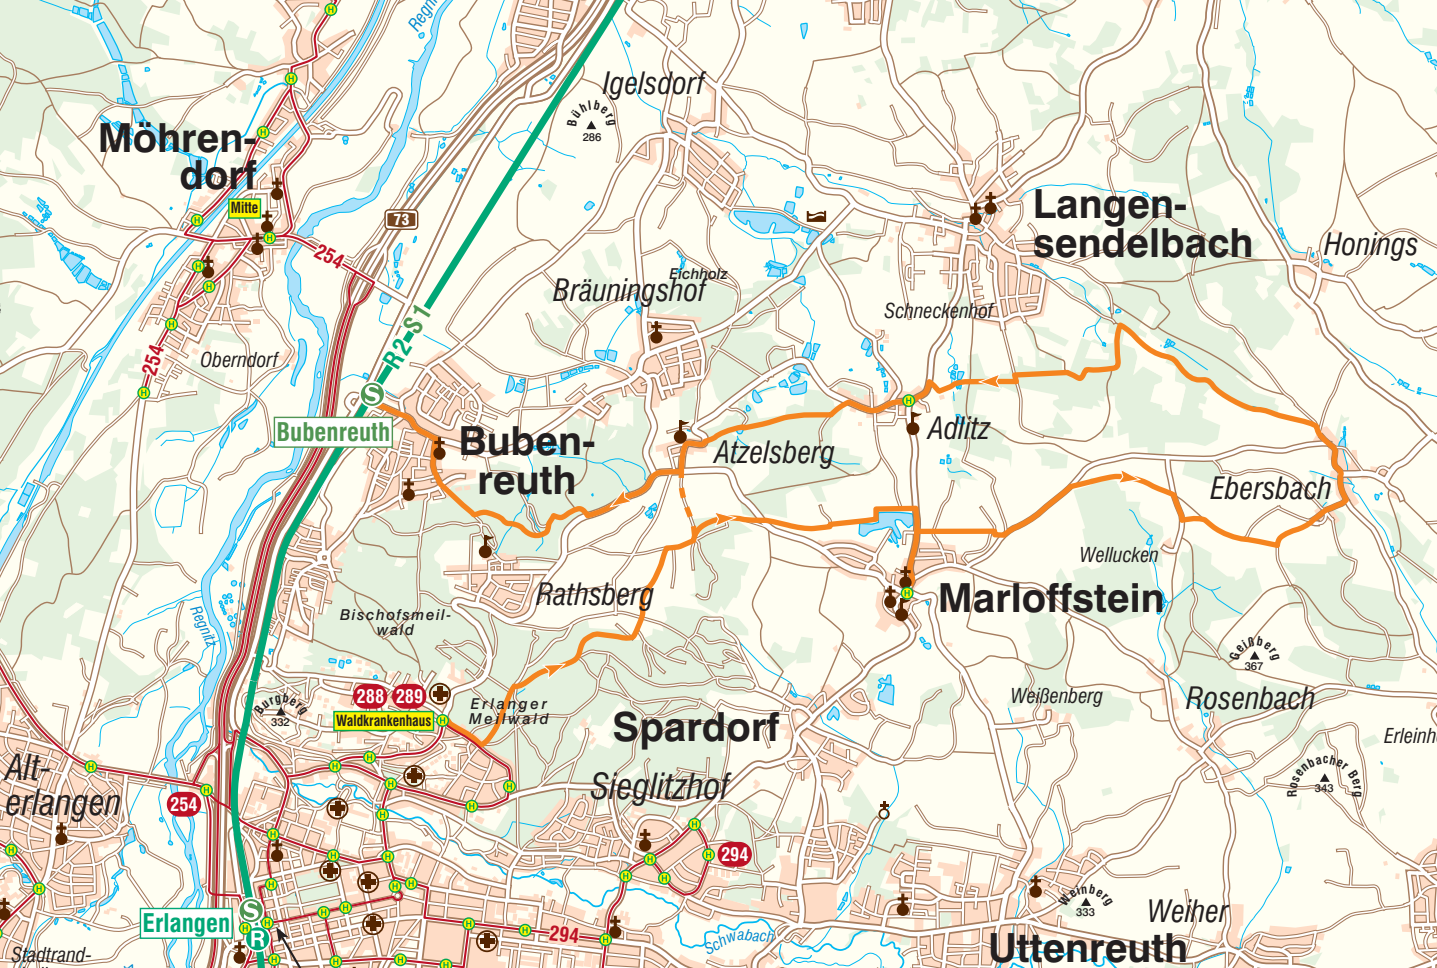 Regnitz
Igelsdorf
Bühlberg
286
Möhren-
dorf
Mitte
73
254
Langen-
sendelbach
Honings
Eichholz
Bräuningshof
Schneckenhof
R2 S1
254
Oberndorf
S
Bubenreuth
Buben-
reuth
Atzelsberg
Adlitz
Ebersbach
Wellucken
Rathsberg
Marloffstein
Regnitz
Bischofsmeil-
wald
Geißberg
367
288
289
Waldkrankenhaus
Erlanger
Meilwald
Burgberg
332
Weißenberg
Rosenbach
Spardorf
Erleinh
Alt-
erlangen
254
Sieglitzhof
Rosenbacher Berg
343
294
Weinberg
333
Weiher
Erlangen
S
R
294
Schwabach
Uttenreuth
Stadtrand-